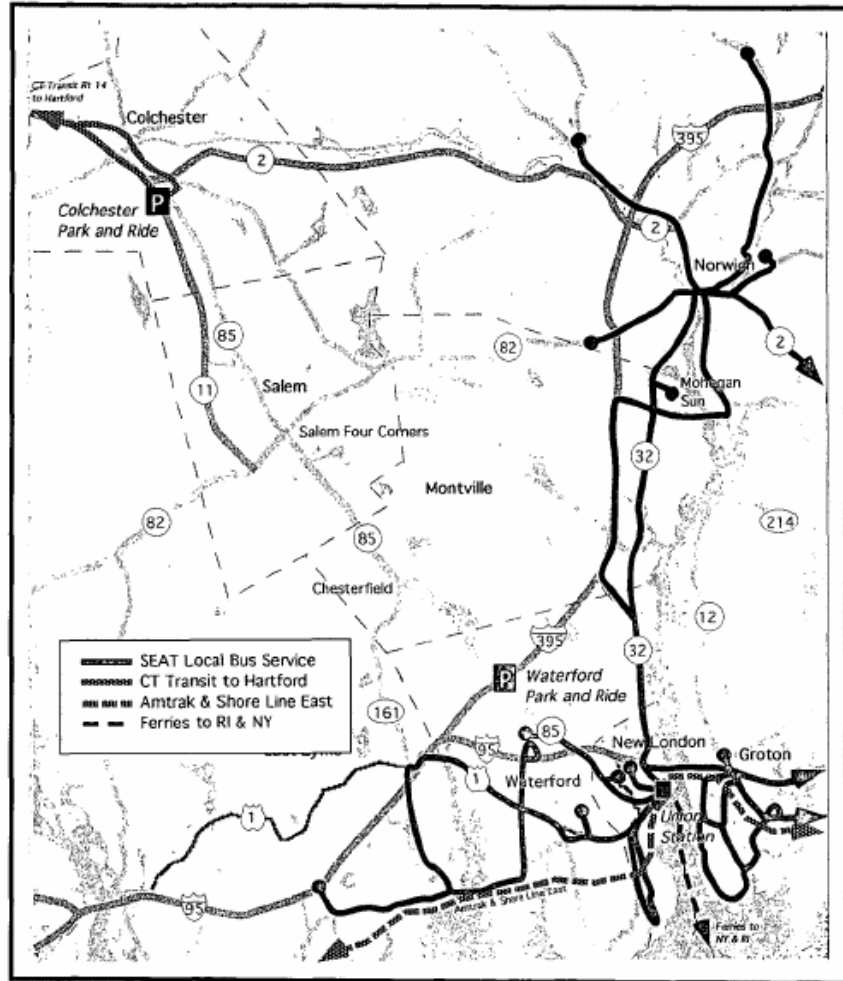 CT Transit Rt 14
to Hartford
Colchester
395
2
P
Colchester
Park and Ride
2
Norwich
85
82
2
11
Salem
Mohegan
Sun
Salem Four Corners
32
Montville
82
85
214
Chesterfield
12
395
32
SEAT Local Bus Service
CT Transit to Hartford
Amtrak & Shore Line East
Ferries to RI & NY
P
Waterford
Park and Ride
161
85
95
New London
Groton
Waterford
1
1
Union
Station
95
Amtrak & Shore Line East
Ferries to
NY & RI